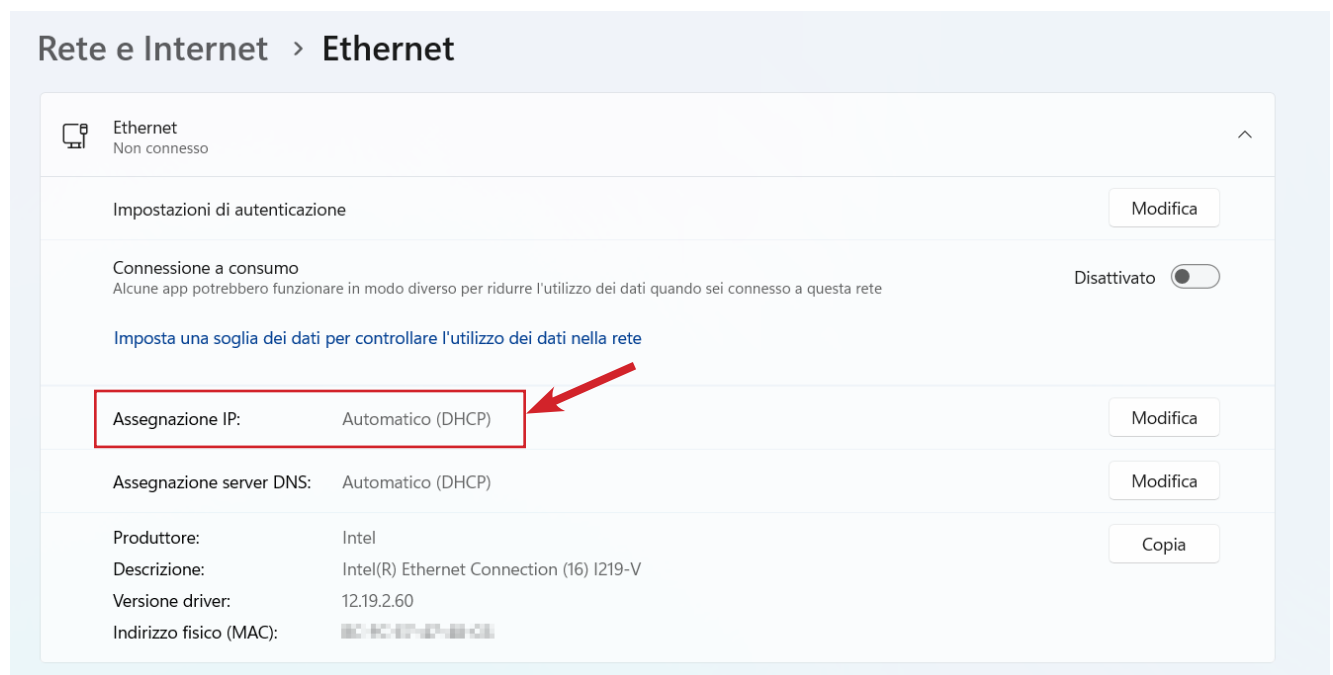 Rete e Internet > Ethernet
Ethernet
Non connesso
Impostazioni di autenticazione Modifica
Connessione a consumo
Alcune app potrebbero funzionare in modo diverso per ridurre l'utilizzo dei dati quando sei connesso a questa rete
Disattivato
Imposta una soglia dei dati per controllare l'utilizzo dei dati nella rete
Assegnazione IP: Automatico (DHCP) Modifica
Assegnazione server DNS: Automatico (DHCP) Modifica
Produttore: Intel Copia
Descrizione: Intel(R) Ethernet Connection (16) I219-V
Versione driver: 12.19.2.60
Indirizzo fisico (MAC):